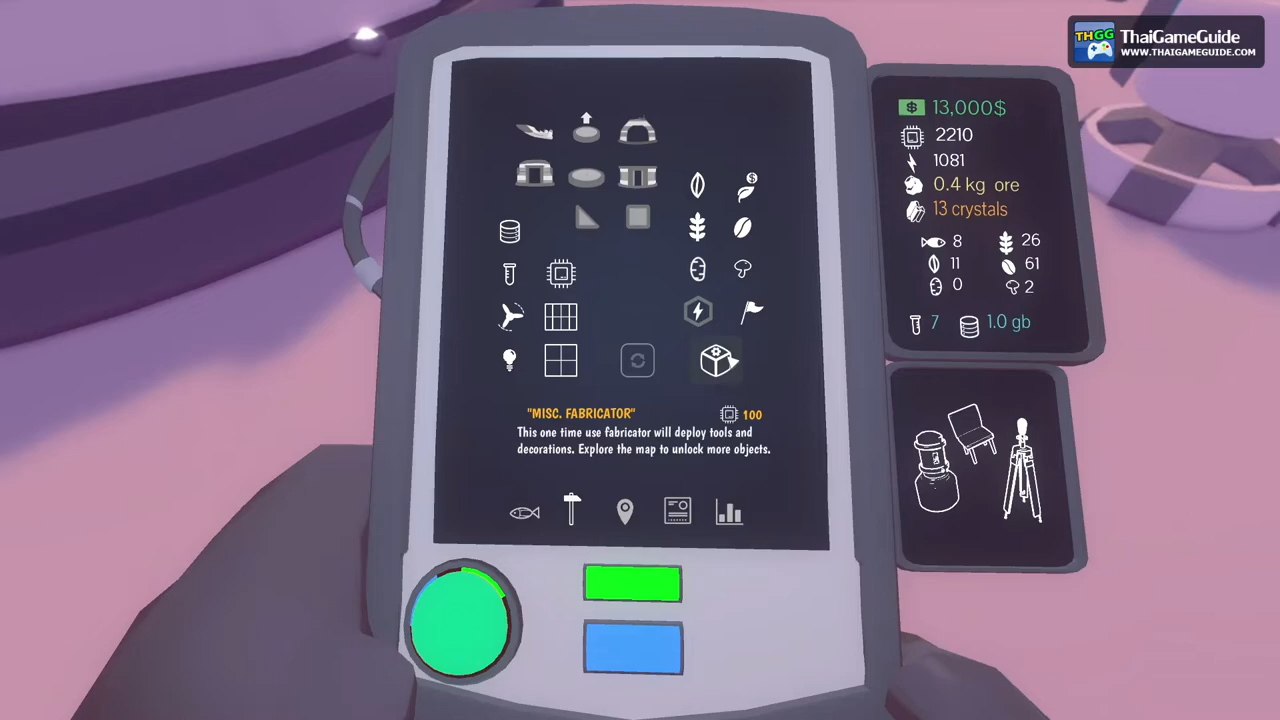 THGG
ThaiGameGuide
WWW.THAIGAMEGUIDE.COM
13,000$
2210
1081
0.4 kg ore
13 crystals
8 26
11 61
0 2
7 1.0 gb
"MISC. FABRICATOR" 100
This one time use fabricator will deploy tools and
decorations. Explore the map to unlock more objects.